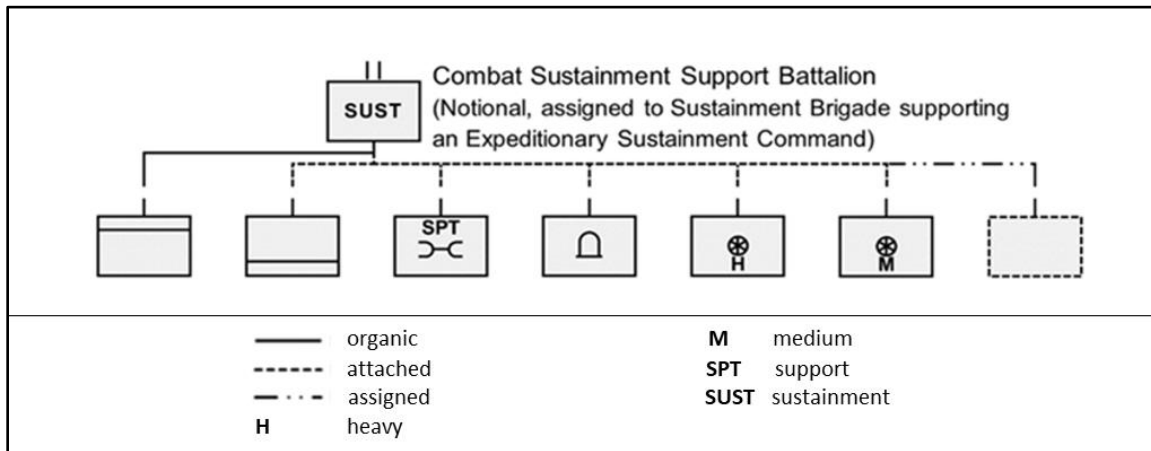 SUST
Combat Sustainment Support Battalion
(Notional, assigned to Sustainment Brigade supporting
an Expeditionary Sustainment Command)
SPT
H
M
organic
attached
assigned
H heavy
M medium
SPT support
SUST sustainment